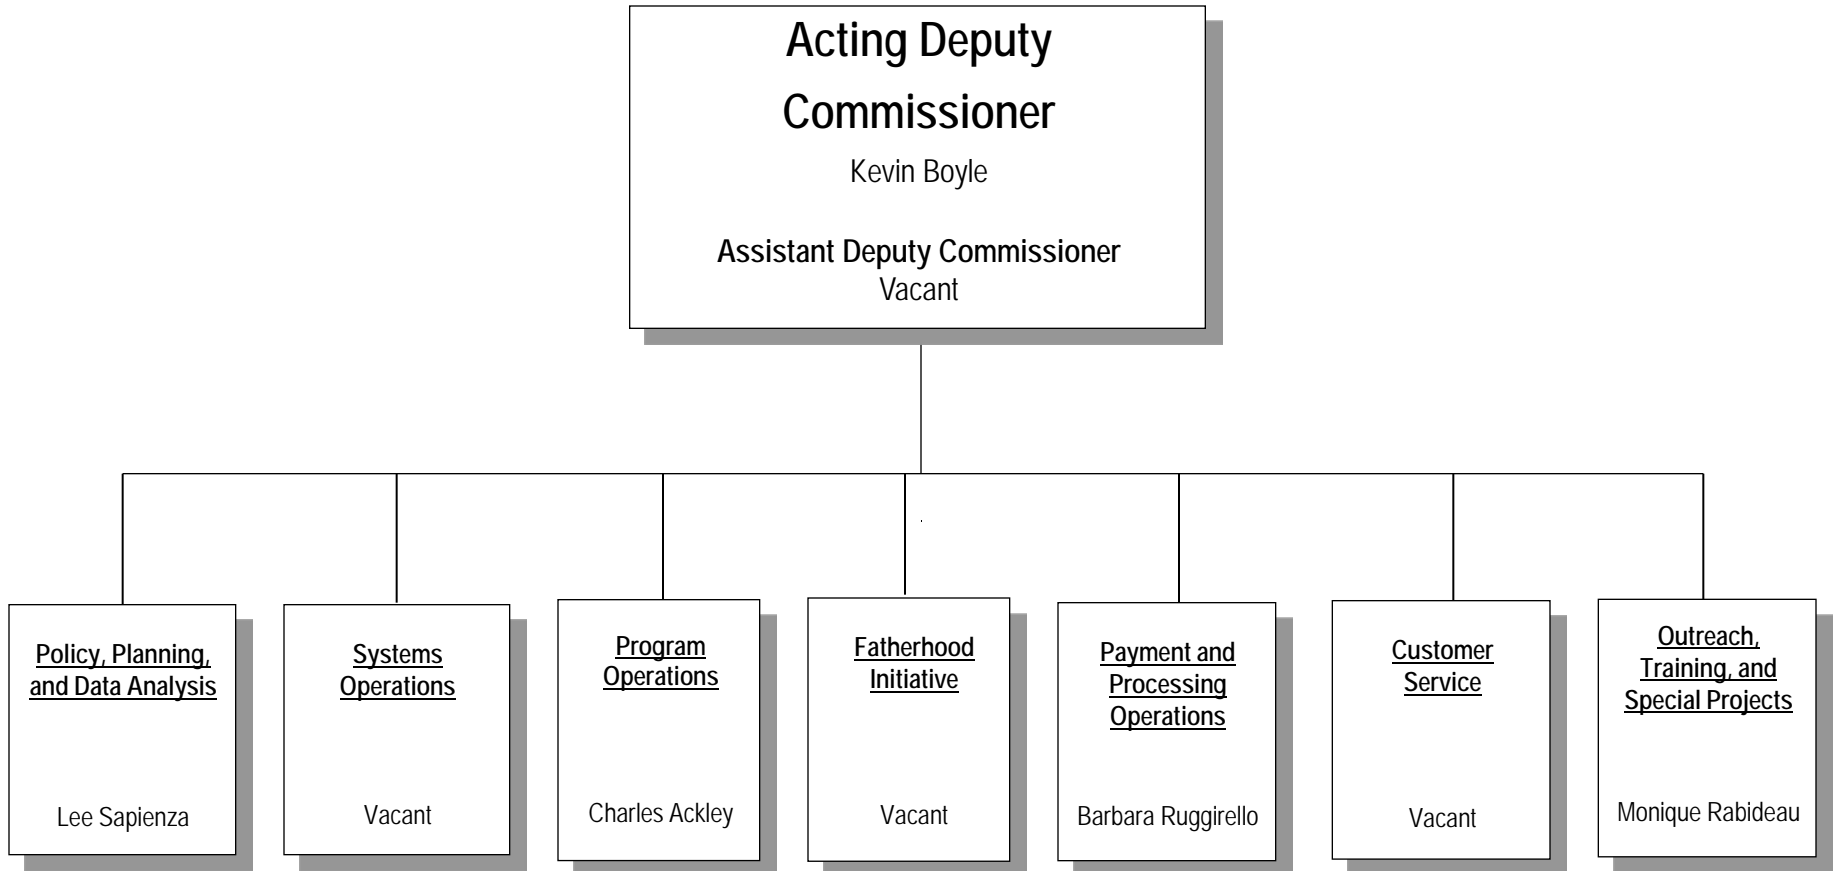 Acting Deputy
Commissioner
Kevin Boyle
Assistant Deputy Commissioner
Vacant
Policy, Planning,
and Data Analysis
Lee Sapienza
Systems
Operations
Vacant
Program
Operations
Charles Ackley
Fatherhood
Initiative
Vacant
Payment and
Processing
Operations
Barbara Ruggirello
Customer
Service
Vacant
Outreach,
Training, and
Special Projects
Monique Rabideau